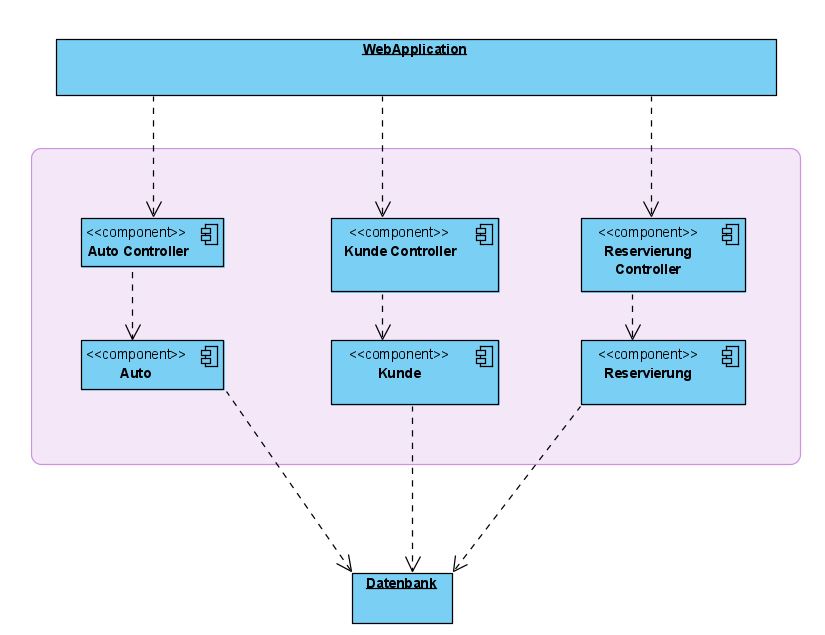 WebApplication
<<component>>
Auto Controller
<<component>>
Kunde Controller
<<component>>
Reservierung
Controller
<<component>>
Auto
<<component>>
Kunde
<<component>>
Reservierung
Datenbank